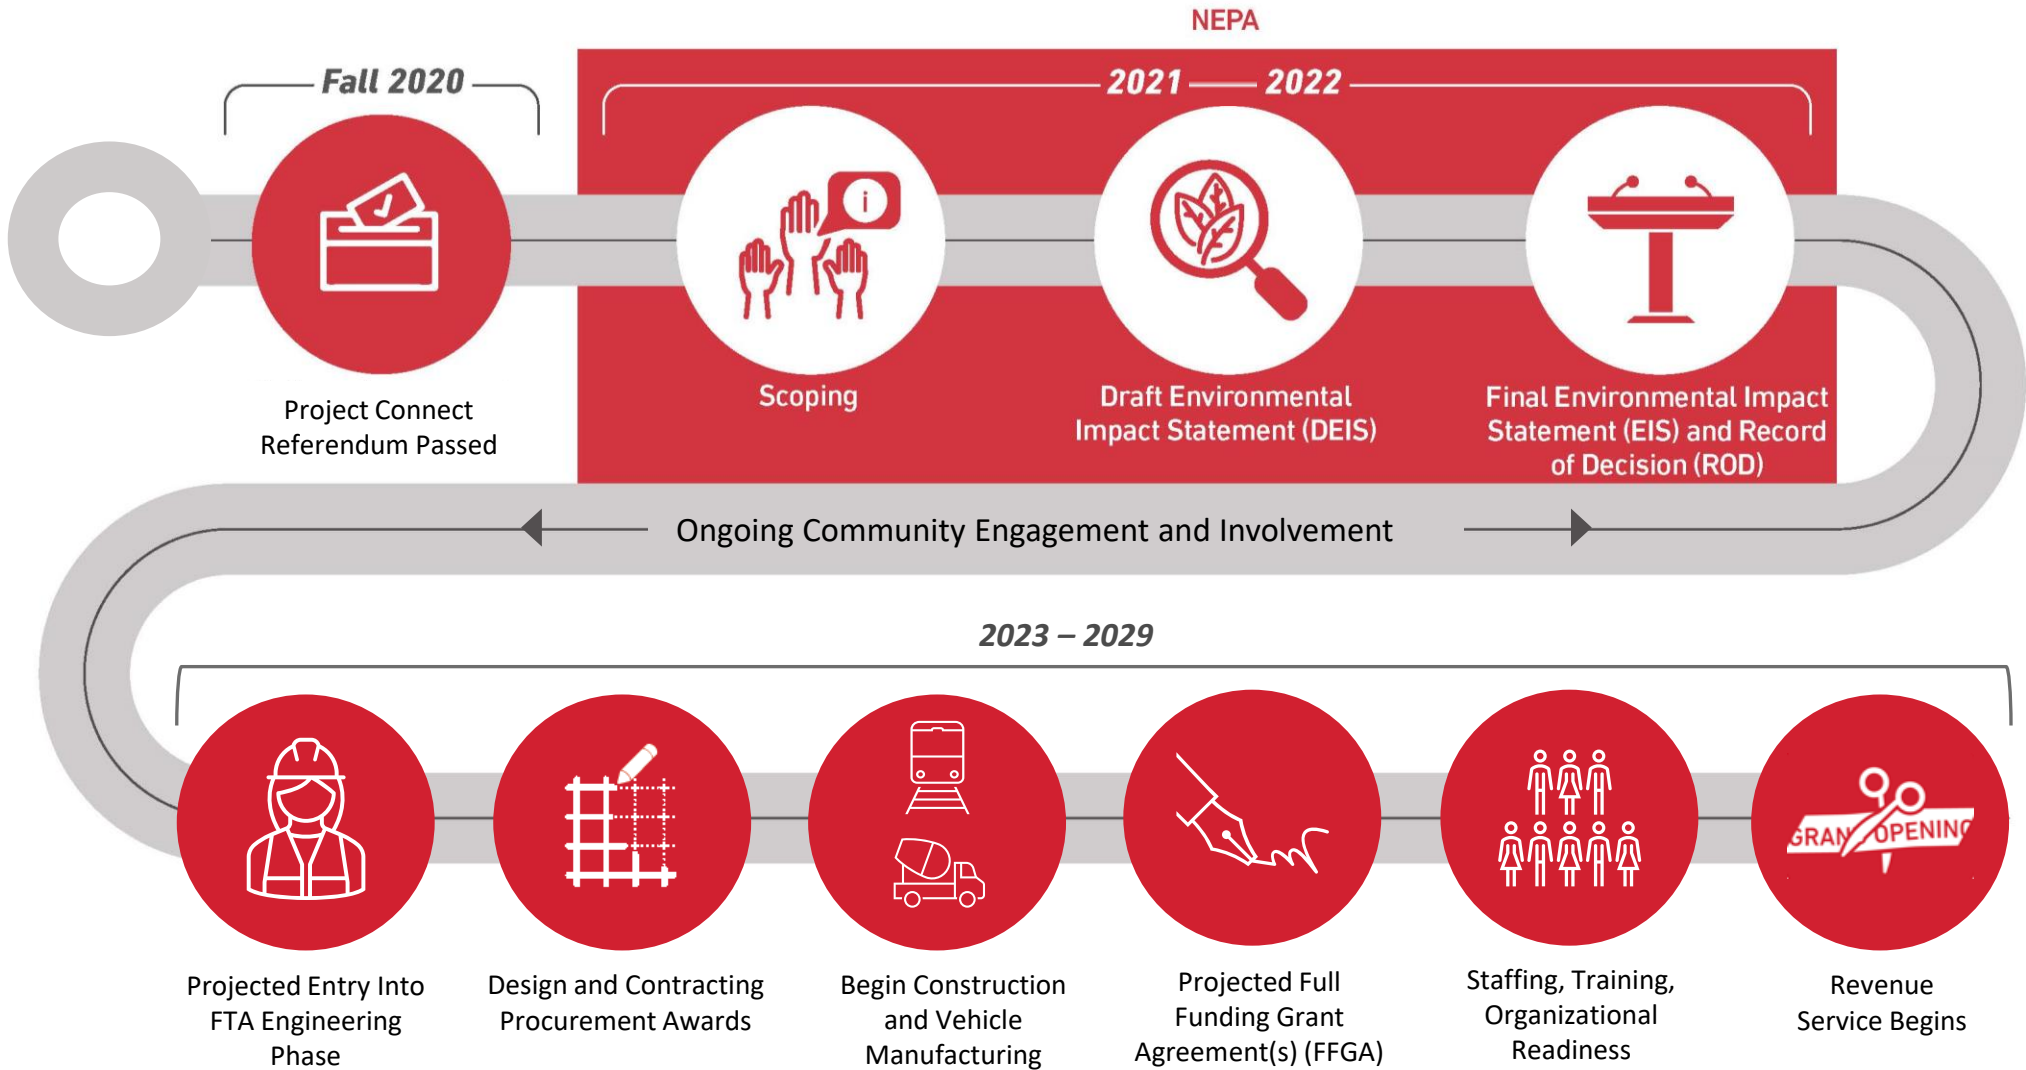 NEPA
Fall 2020
2021 — 2022
Project Connect
Referendum Passed
i
Scoping
Draft Environmental
Impact Statement (DEIS)
Final Environmental Impact
Statement (EIS) and Record
of Decision (ROD)
Ongoing Community Engagement and Involvement
2023 – 2029
Projected Entry Into
FTA Engineering
Phase
Design and Contracting
Procurement Awards
Begin Construction
and Vehicle
Manufacturing
Projected Full
Funding Grant
Agreement(s) (FFGA)
Staffing, Training,
Organizational
Readiness
GRAN OPENING
Revenue
Service Begins